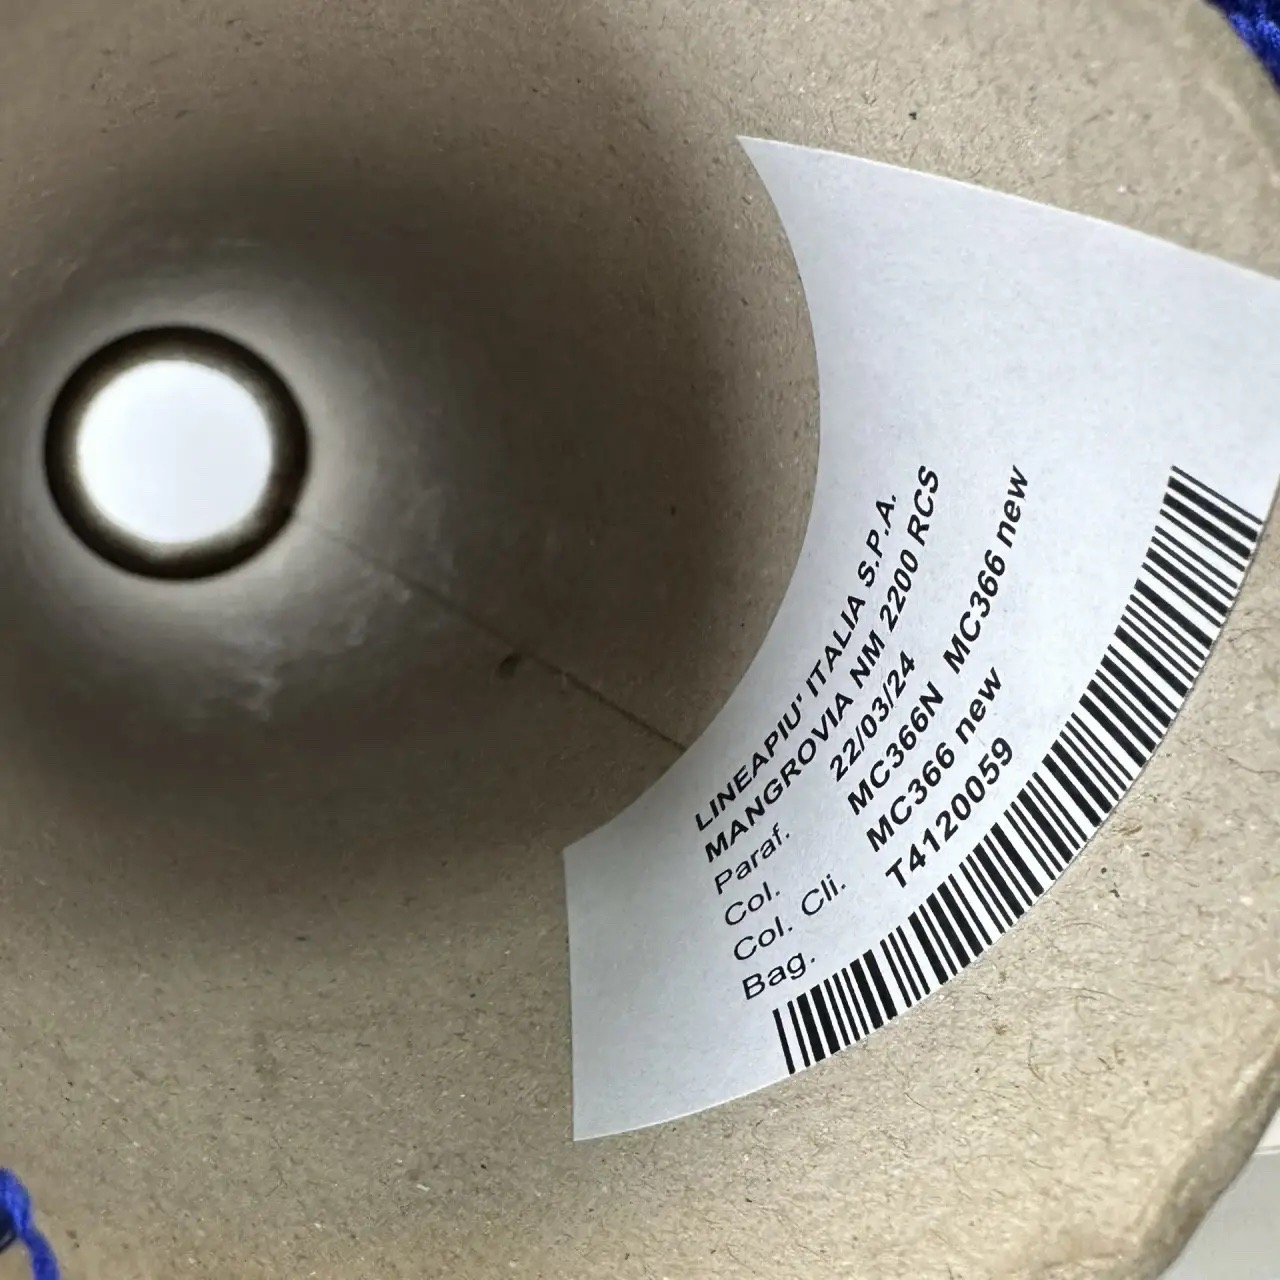 LINEAPIU' ITALIA S.P.A.
MANGROVIA NM 2200 RCS
Paraf. 22/03/24
Col. MC366N MC366 new
Col. Cli. MC366 new
Bag. T4120059